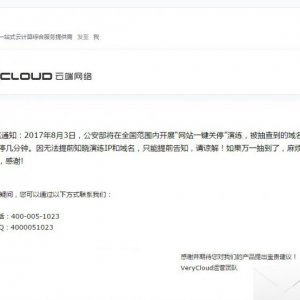 一站式云计算综合服务提供商 发至 我
CLOUD 云端网络
通知：2017年8月3日，公安部将在全国范围内开展"网站一键关停"演练，被抽查到的域名
停几分钟。因无法提前知晓演练IP和域名，只能提前告知，请谅解！如果万一抽到了，麻烦
，感谢!
期间，您可以通过以下方式联系我们：
：400-005-1023
Q：4000051023
感谢并期待您对我们的产品提出宝贵建议！
VeryCloud运营团队